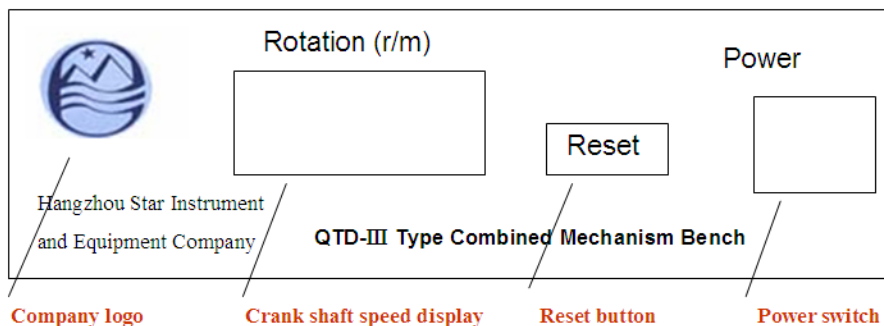 Rotation (r/m)
Power
Reset
Hangzhou Star Instrument
and Equipment Company
QTD-III Type Combined Mechanism Bench
Company logo
Crank shaft speed display
Reset button
Power switch